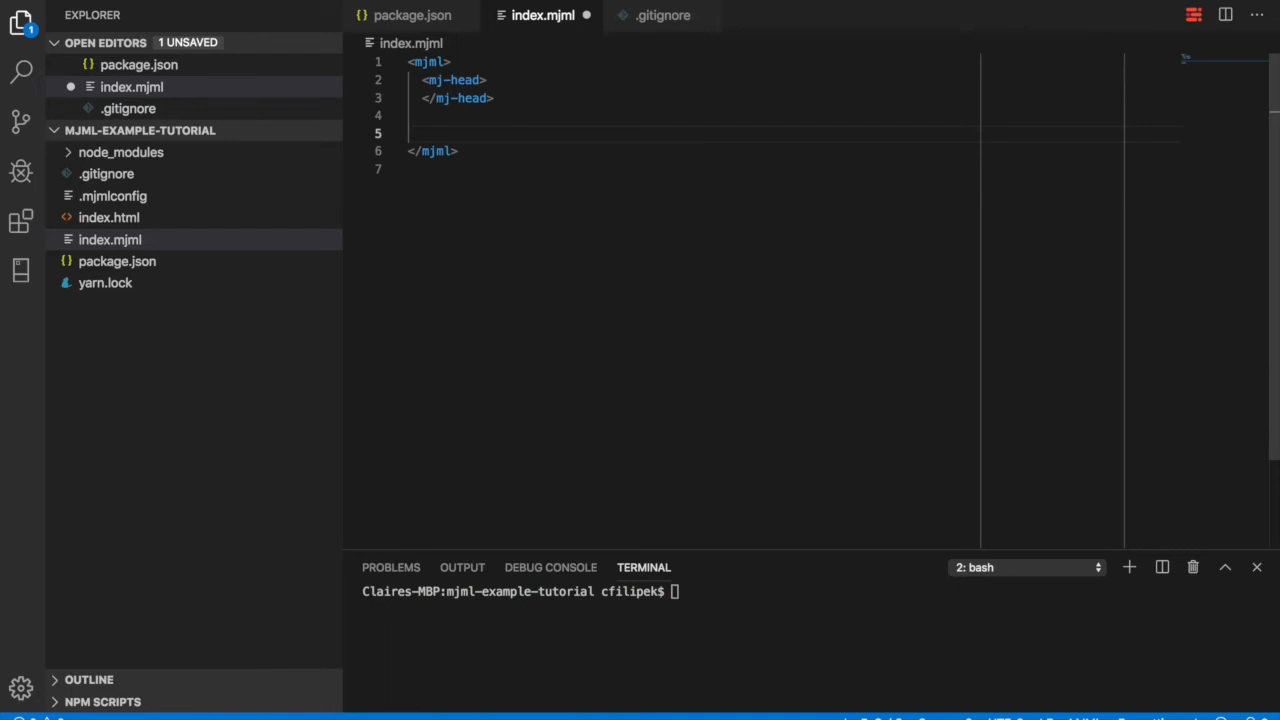 EXPLORER
OPEN EDITORS 1 UNSAVED
package.json
index.mjml
.gitignore
MJML-EXAMPLE-TUTORIAL
node_modules
.gitignore
.mjmlconfig
index.html
index.mjml
package.json
yarn.lock
OUTLINE
NPM SCRIPTS
1
package.json index.mjml .gitignore
index.mjml
1 <mjml>
2 <mj-head>
3 </mj-head>
4
5
6 </mjml>
7
PROBLEMS OUTPUT DEBUG CONSOLE TERMINAL 2: bash
Claires-MBP:mjml-example-tutorial cfilipek$